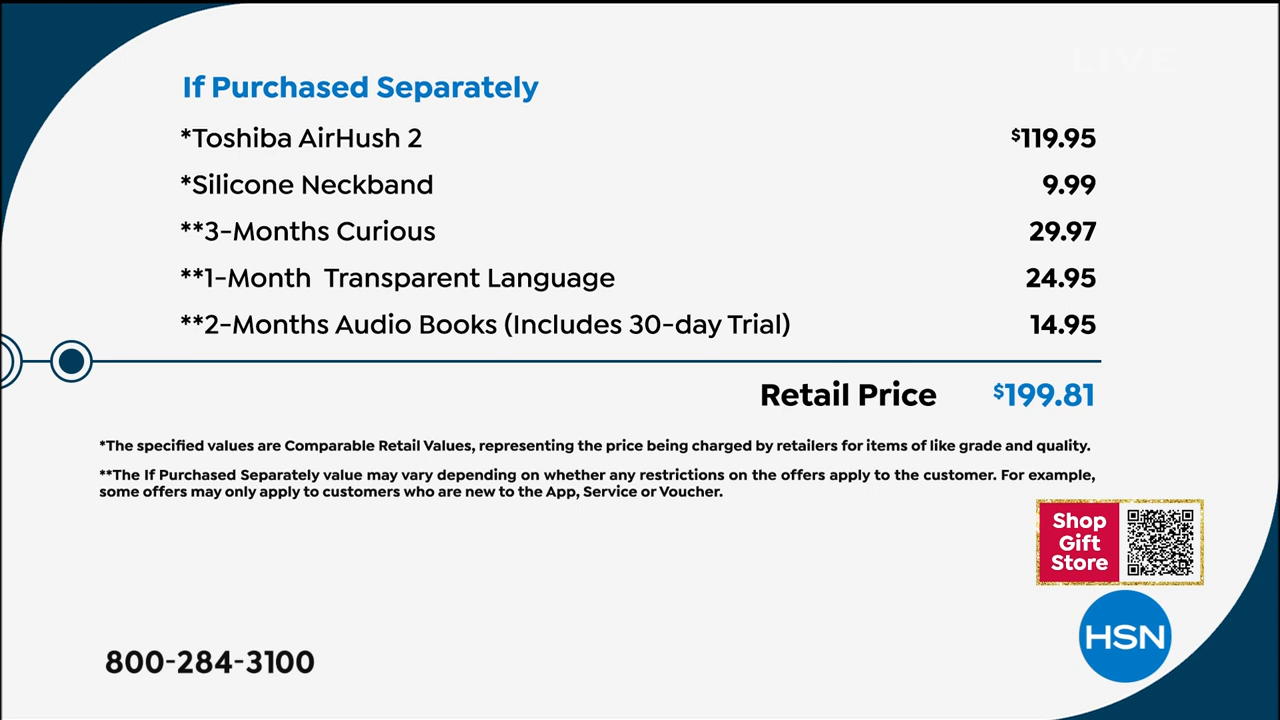 LIVE
If Purchased Separately
*Toshiba AirHush 2 $119.95
*Silicone Neckband 9.99
**3-Months Curious 29.97
**1-Month Transparent Language 24.95
**2-Months Audio Books (Includes 30-day Trial) 14.95
Retail Price $199.81
*The specified values are Comparable Retail Values, representing the price being charged by retailers for items of like grade and quality.
**The If Purchased Separately value may vary depending on whether any restrictions on the offers apply to the customer. For example,
some offers may only apply to customers who are new to the App, Service or Voucher.
Shop
Gift
Store
HSN
800-284-3100